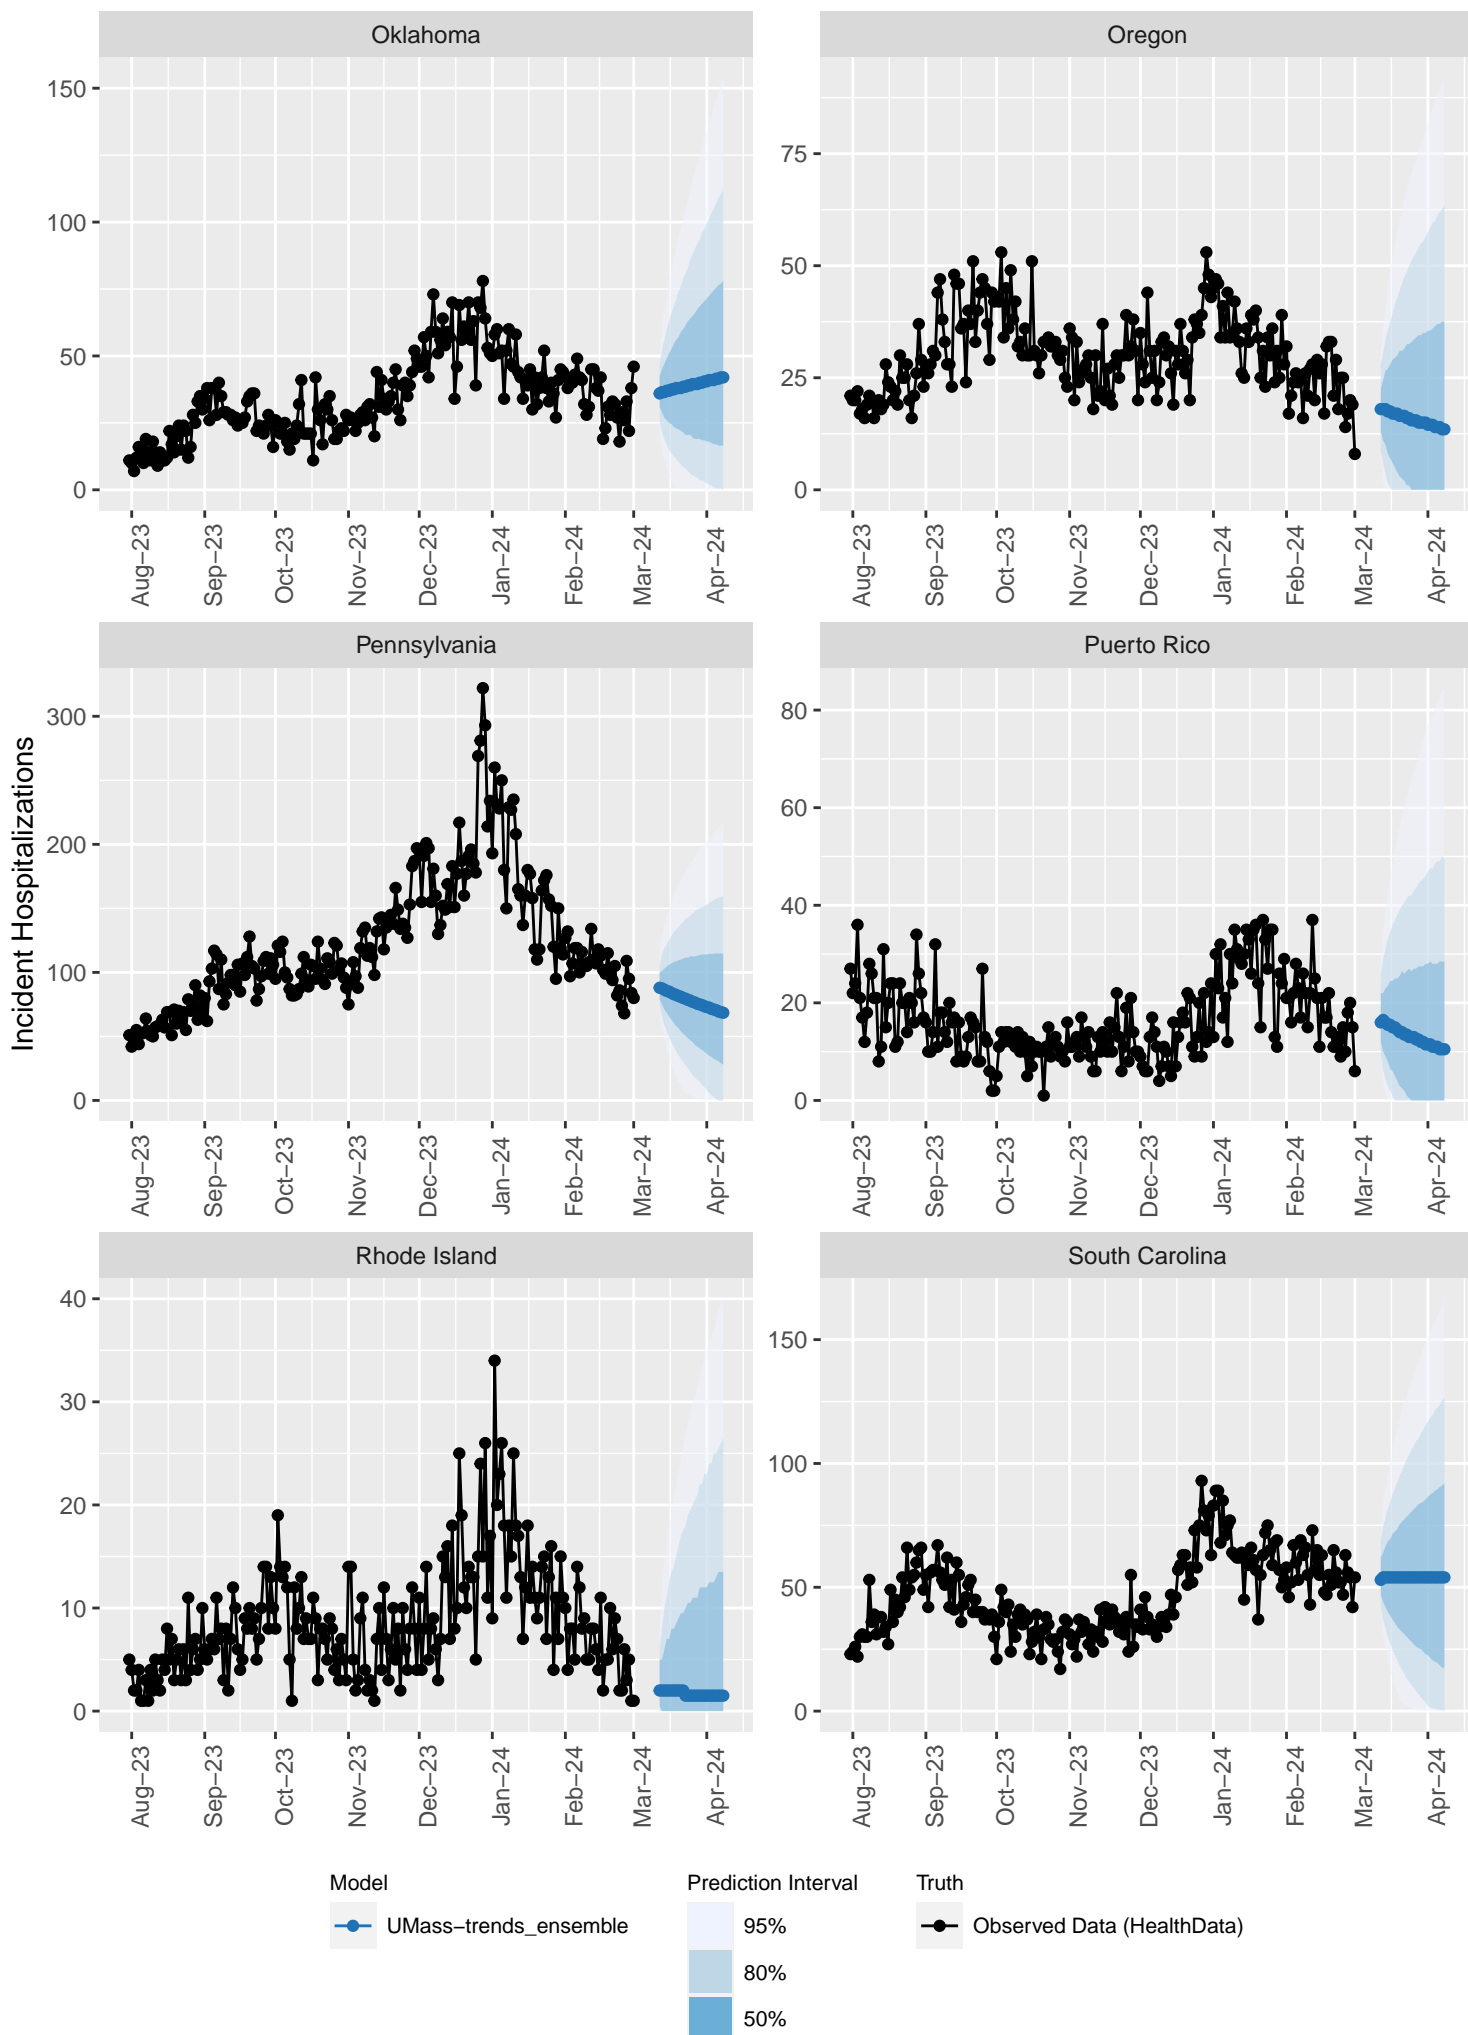 Oklahoma
Oregon
150
100
50
0
75
50
25
0
Aug−23
Sep−23
Oct−23
Nov−23
Dec−23
Jan−24
Feb−24
Mar−24
Apr−24
Aug−23
Sep−23
Oct−23
Nov−23
Dec−23
Jan−24
Feb−24
Mar−24
Apr−24
Incident Hospitalizations
Pennsylvania
Puerto Rico
300
200
100
0
80
60
40
20
0
Aug−23
Sep−23
Oct−23
Nov−23
Dec−23
Jan−24
Feb−24
Mar−24
Apr−24
Aug−23
Sep−23
Oct−23
Nov−23
Dec−23
Jan−24
Feb−24
Mar−24
Apr−24
Rhode Island
South Carolina
40
30
20
10
0
150
100
50
0
Aug−23
Sep−23
Oct−23
Nov−23
Dec−23
Jan−24
Feb−24
Mar−24
Apr−24
Aug−23
Sep−23
Oct−23
Nov−23
Dec−23
Jan−24
Feb−24
Mar−24
Apr−24
Model
UMass−trends_ensemble
Prediction Interval
95%
80%
50%
Truth
Observed Data (HealthData)